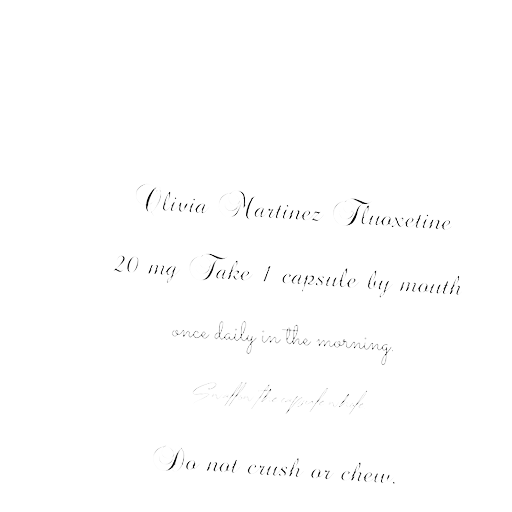 Olivia Martinez Fluoxetine
20 mg Take 1 capsule by mouth
once daily in the morning.
Do not crush or chew.